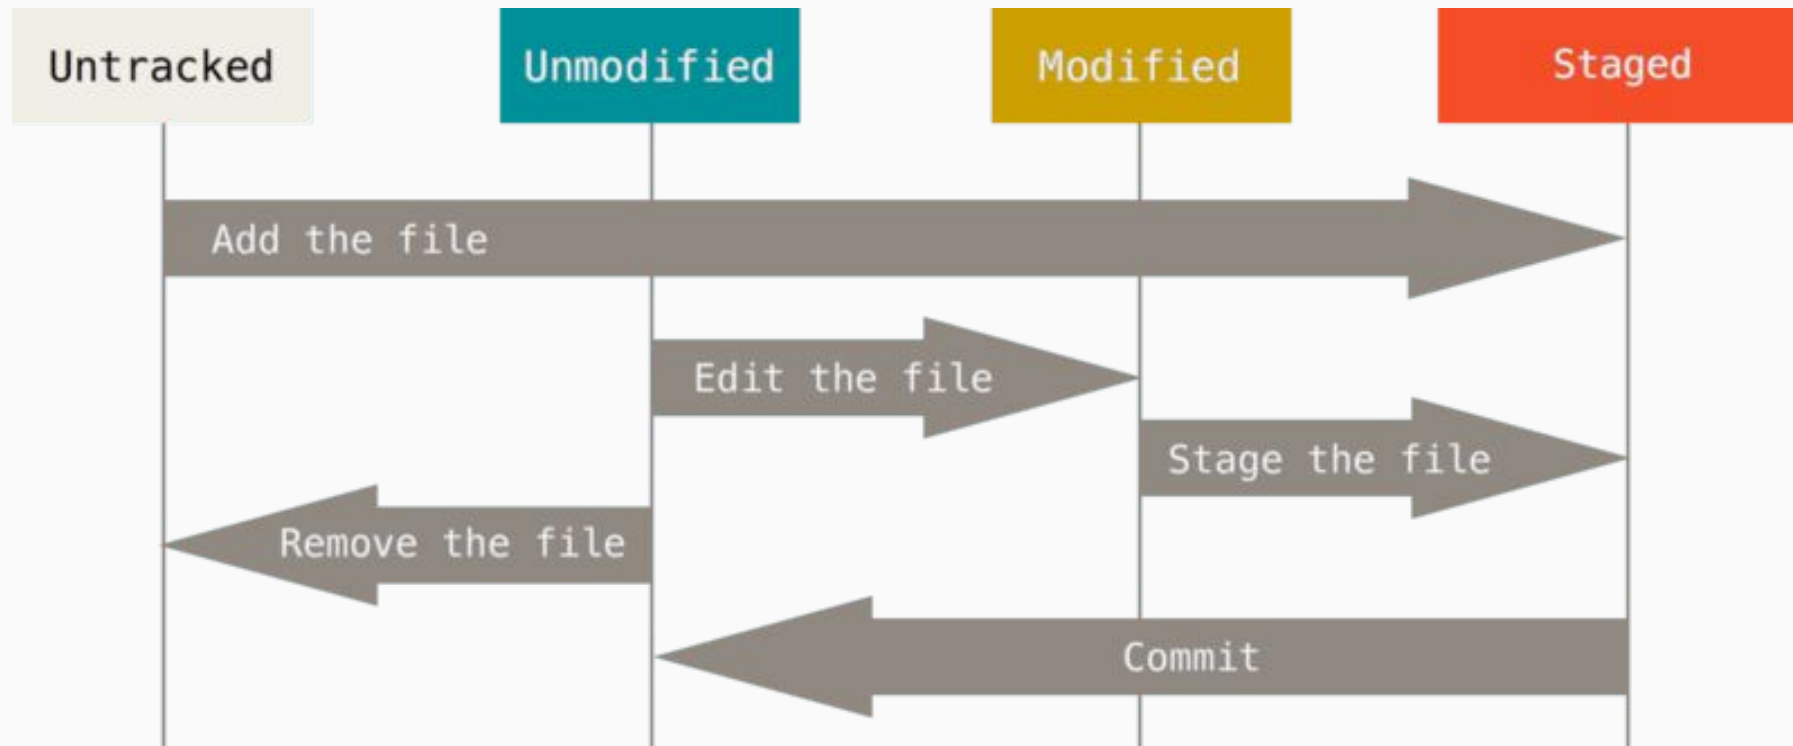 Untracked
Unmodified
Modified
Staged
Add the file
Edit the file
Stage the file
Remove the file
Commit